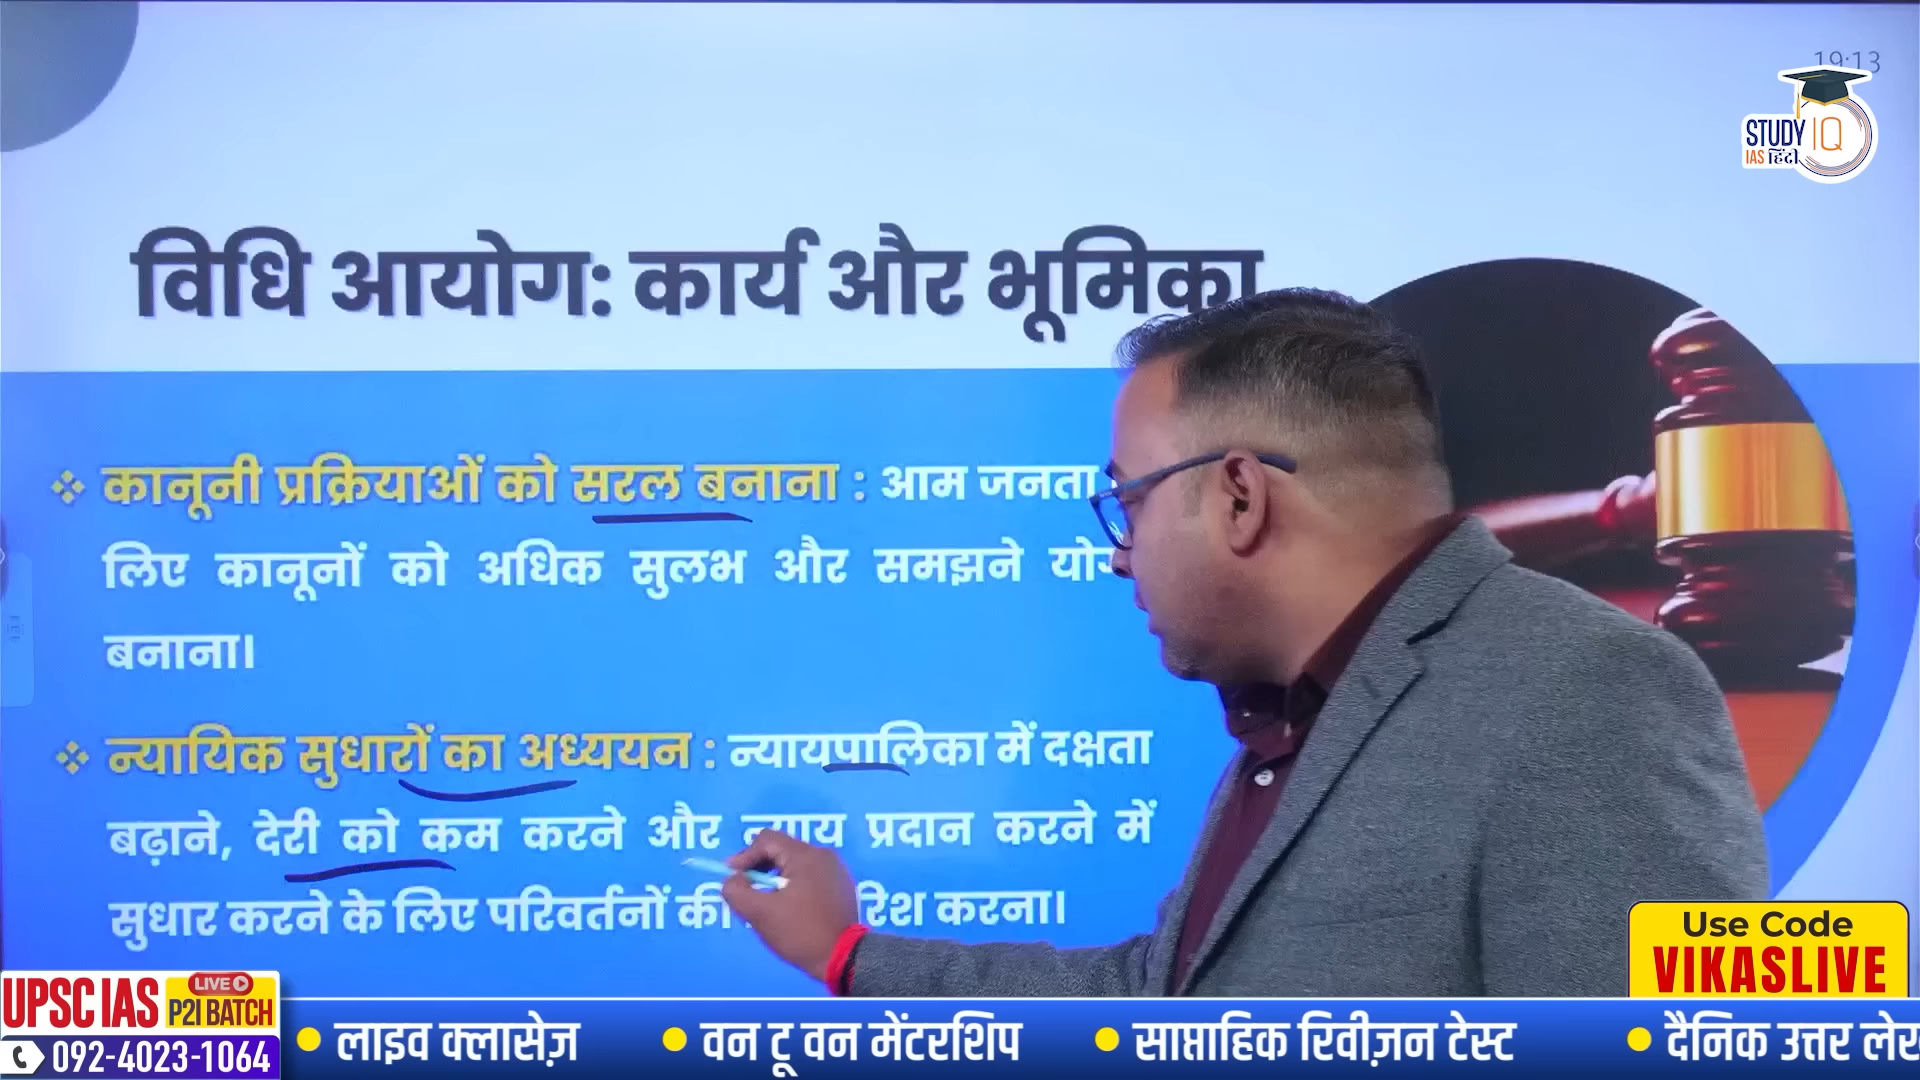 19:13
STUDY IQ
IAS हिंदी
विधि आयोग: कार्य और भूमिका
❖ कानूनी प्रक्रियाओं को सरल बनाना : आम जनता
लिए कानूनों को अधिक सुलभ और समझने
बनाना।
❖ न्यायिक सुधारों का अध्ययन : न्यायपालिका में दक्षता
बढ़ाने, देरी को कम करने और न्याय प्रदान करने में
सुधार करने के लिए परिवर्तनों की करना।
Use Code
VIKASLIVE
UPSC IAS LIVE P2I BATCH
092-4023-1064
लाइव क्लासेज़ वन टू वन मेंटरशिप साप्ताहिक रिवीज़न टेस्ट दैनिक उत्तर